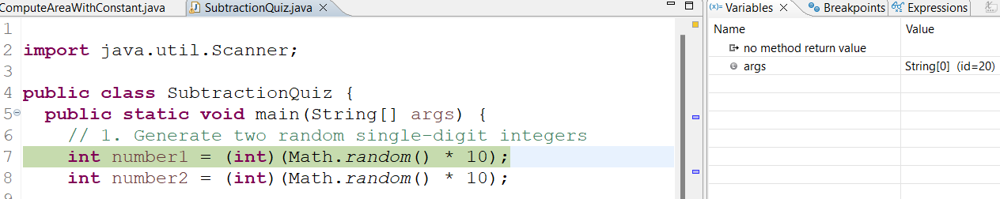 ComputeAreaWithConstant.java
SubtractionQuiz.java
1
2 import java.util.Scanner;
3
4 public class SubtractionQuiz {
5 public static void main(String[] args) {
6 // 1. Generate two random single-digit integers
7 int number1 = (int)(Math.random() * 10);
8 int number2 = (int)(Math.random() * 10);
(x)= Variables
Breakpoints
Expressions
Name Value
no method return value
args String[0] (id=20)